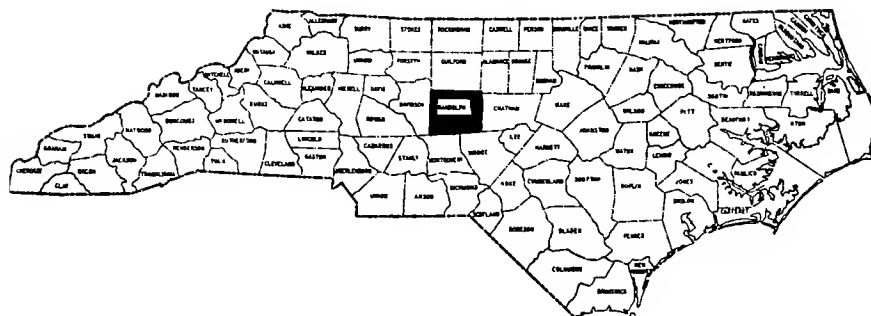 ASHE
ALLEGHANY
SURRY
STOKES
ROCKINGHAM
CASWELL
PERSON
WARREN
NORTHAMPTON
GATES
HERTFORD
HALIFAX
WATAUGA
WILKES
FORSYTH
GUILFORD
ALAMANCE
ORANGE
FRANKLIN
NASH
BERTIE
MITCHELL
AVERY
CALDWELL
ALEXANDER
IREDELL
DAVIE
DAVIDSON
RANDOLPH
CHATHAM
WAKE
EDGECOMBE
MARTIN
WASHINGTON
TYRRELL
DARE
MADISON
YANCEY
BURKE
CATAWBA
ROWAN
WILSON
PITT
BEAUFORT
HYDE
HAYWOOD
BUNCOMBE
McDOWELL
LINCOLN
CABARRUS
STANLY
MONTGOMERY
MOORE
LEE
HARNETT
JOHNSTON
GREENE
SWAIN
GRAHAM
JACKSON
HENDERSON
POLK
CLEVELAND
GASTON
MECKLENBURG
WAYNE
LENOIR
CRAVEN
PAMLICO
CHEROKEE
CLAY
MACON
TRANSYLVANIA
UNION
ANSON
RICHMOND
HOKE
CUMBERLAND
SAMPSON
DUPLIN
JONES
CARTERET
SCOTLAND
ROBESON
BLADEN
PENDER
ONSLOW
COLUMBUS
NEW
BRUNSWICK